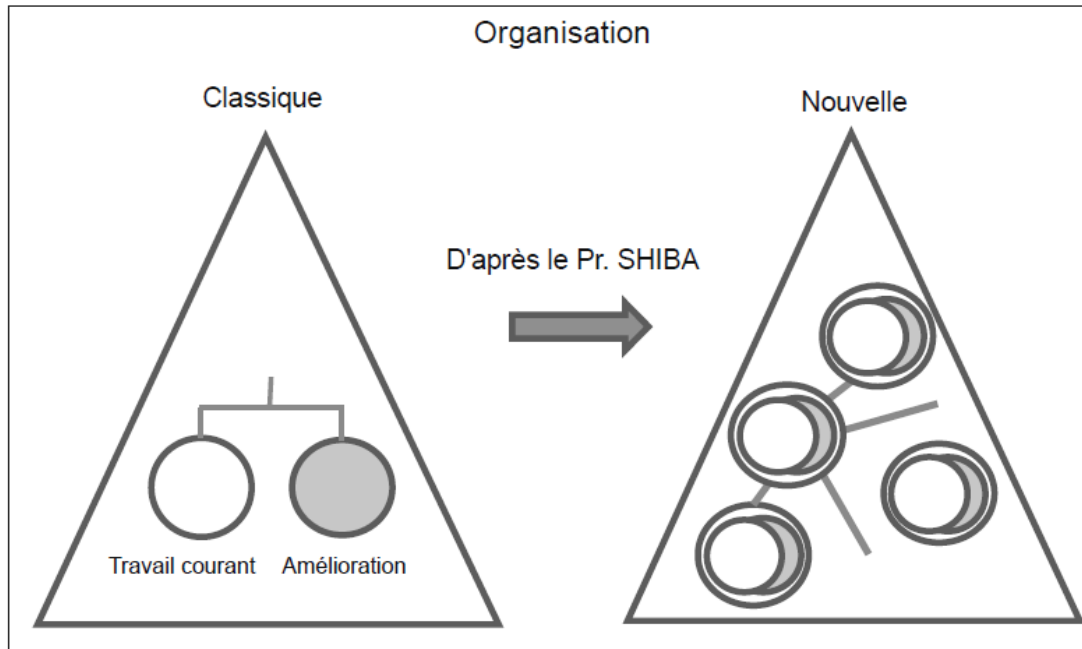 Organisation
Classique
Nouvelle
D'après le Pr. SHIBA
Travail courant
Amélioration